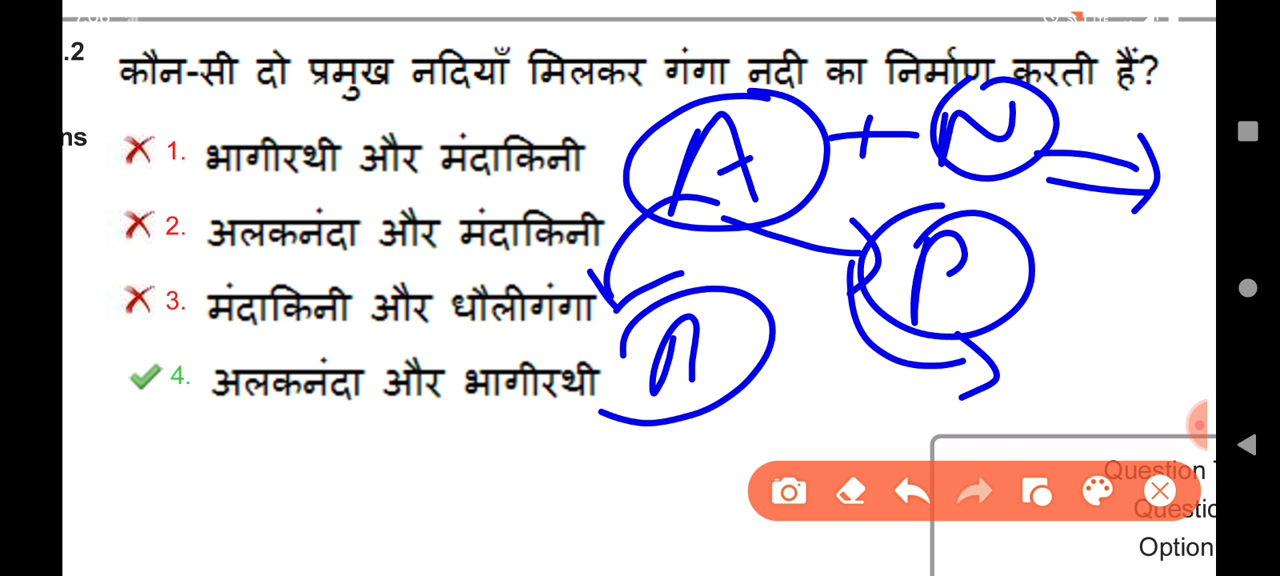 .2 कौन-सी दो प्रमुख नदियाँ मिलकर गंगा नदी का निर्माण करती हैं?
ns
1. भागीरथी और मंदाकिनी
A + N
2. अलकनंदा और मंदाकिनी
P
3. मंदाकिनी और धौलीगंगा
4. अलकनंदा और भागीरथी
n
Question
Option